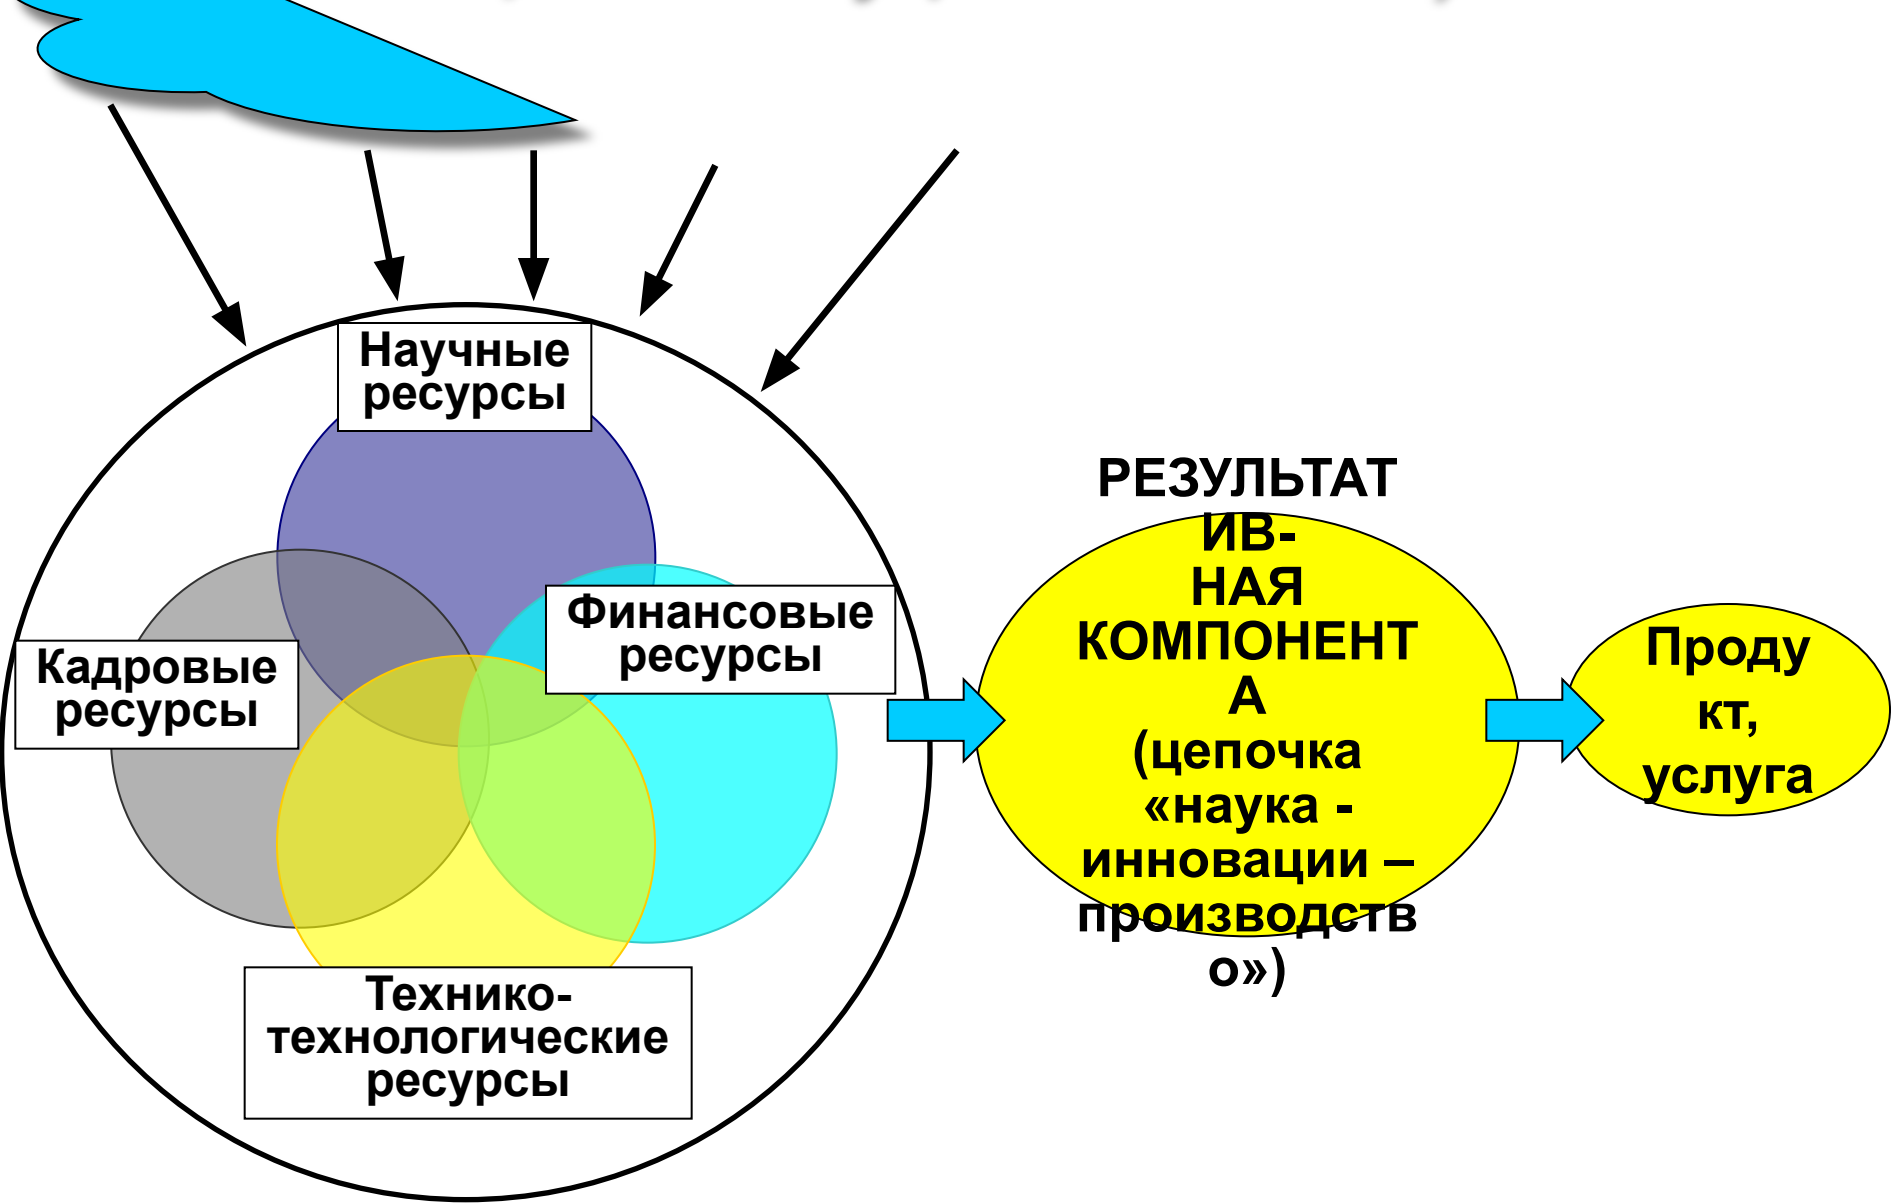 Научные
ресурсы
Финансовые
ресурсы
Кадровые
ресурсы
Технико-
технологические
ресурсы
РЕЗУЛЬТАТ
ИВ-
НАЯ
КОМПОНЕНТ
А
(цепочка
«наука -
инновации –
производств
о»)
Проду
кт,
услуга